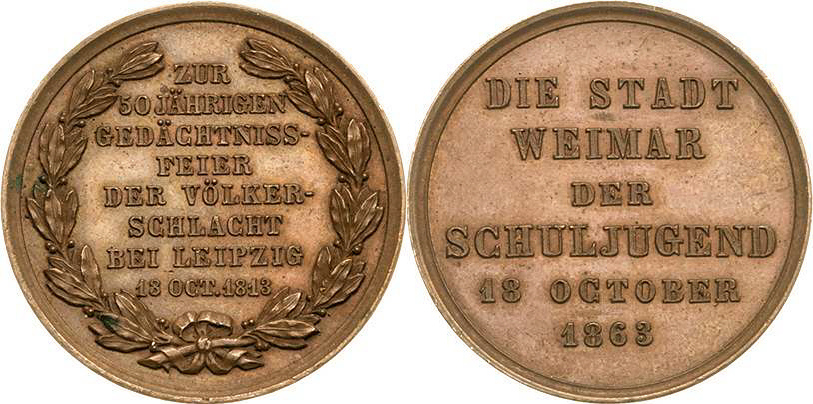 ZUR
50 JÄHRIGEN
GEDÄCHTNISS-
FEIER
DER VÖLKER-
SCHLACHT
BEI LEIPZIG
18 OCT. 1813
DIE STADT
WEIMAR
DER
SCHULJUGEND
18 OCTOBER
1863